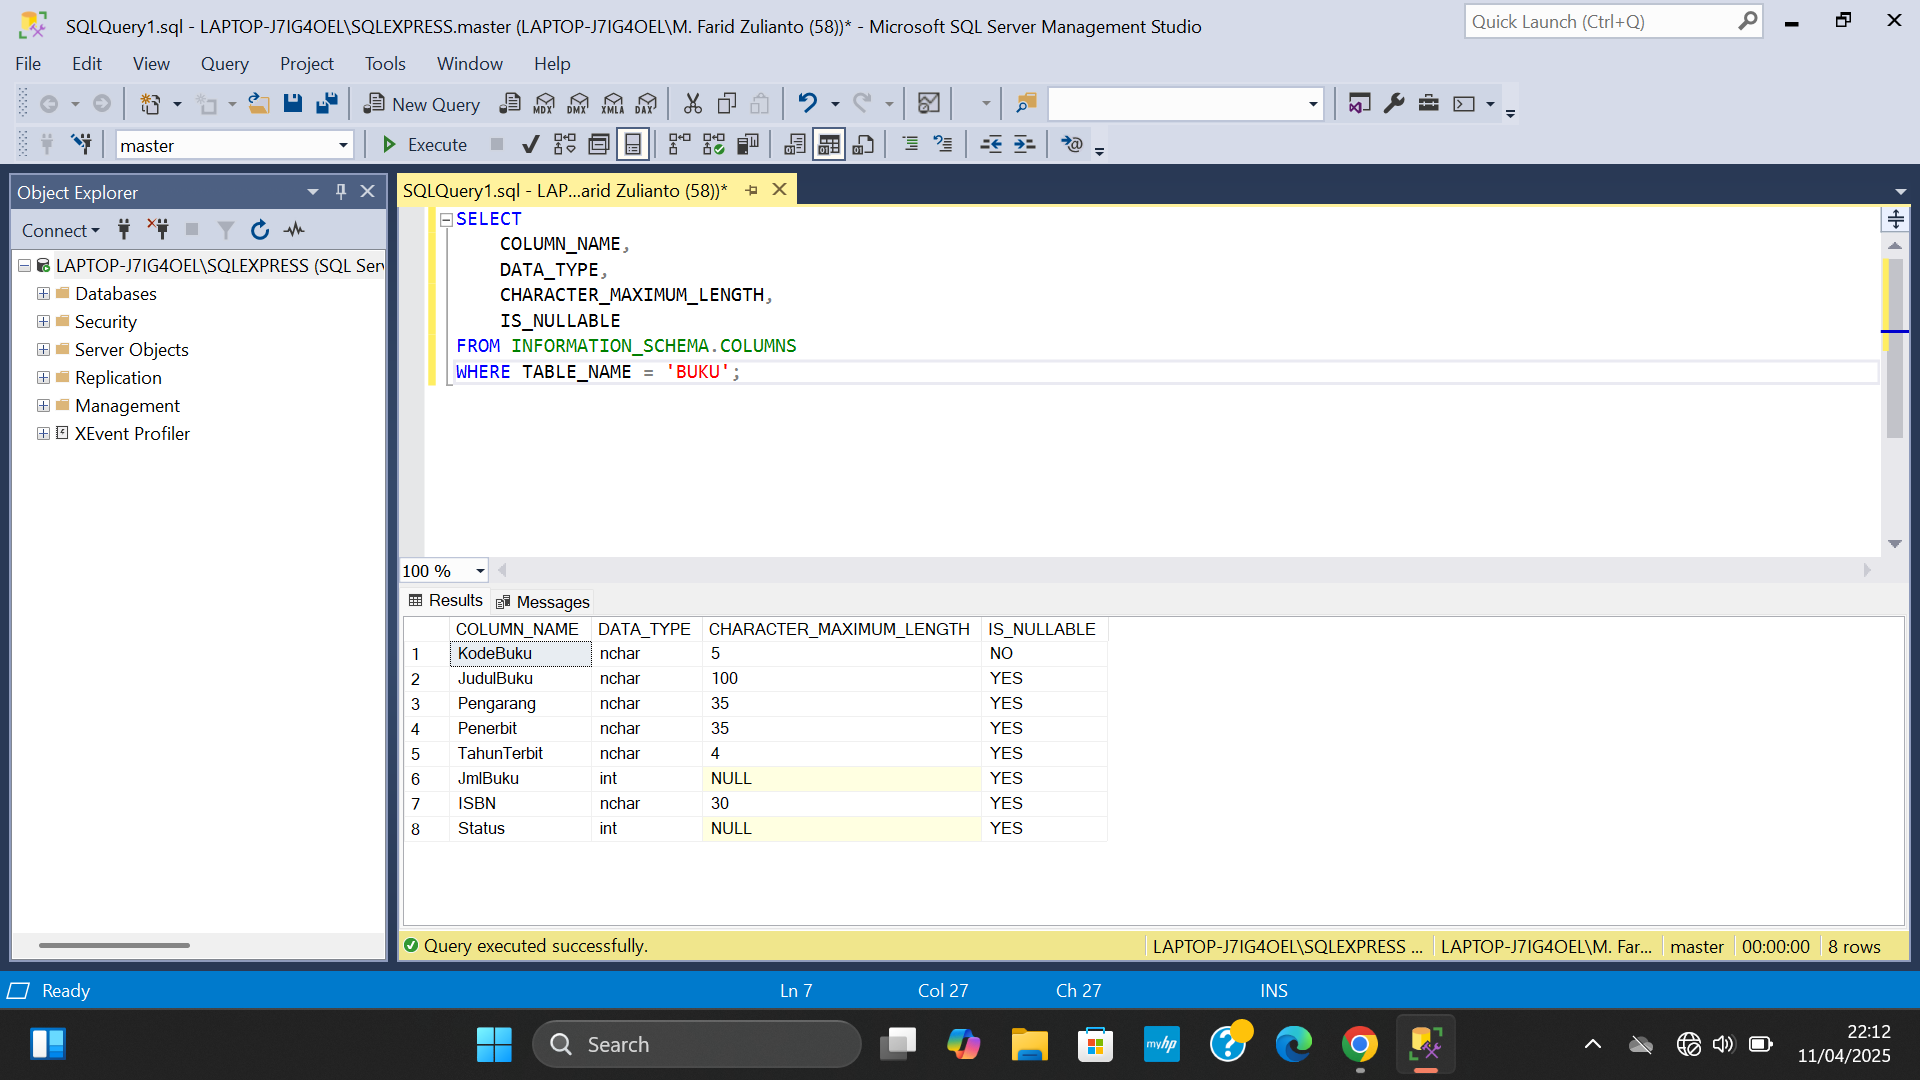 SQLQuery1.sql - LAPTOP-J7IG4OEL\SQLEXPRESS.master (LAPTOP-J7IG4OEL\M. Farid Zulianto (58))* - Microsoft SQL Server Management Studio
Quick Launch (Ctrl+Q)
File Edit View Query Project Tools Window Help
New Query MDX DMX XMLA DAX
master Execute
Object Explorer
SQLQuery1.sql - LAP...arid Zulianto (58))*
Connect
LAPTOP-J7IG4OEL\SQLEXPRESS (SQL Ser
Databases
Security
Server Objects
Replication
Management
XEvent Profiler
SELECT
COLUMN_NAME,
DATA_TYPE,
CHARACTER_MAXIMUM_LENGTH,
IS_NULLABLE
FROM INFORMATION_SCHEMA.COLUMNS
WHERE TABLE_NAME = 'BUKU';
100 %
Results Messages
COLUMN_NAME DATA_TYPE CHARACTER_MAXIMUM_LENGTH IS_NULLABLE
1 KodeBuku nchar 5 NO
2 JudulBuku nchar 100 YES
3 Pengarang nchar 35 YES
4 Penerbit nchar 35 YES
5 TahunTerbit nchar 4 YES
6 JmlBuku int NULL YES
7 ISBN nchar 30 YES
8 Status int NULL YES
Query executed successfully. LAPTOP-J7IG4OEL\SQLEXPRESS ... LAPTOP-J7IG4OEL\M. Far... master 00:00:00 8 rows
Ready Ln 7 Col 27 Ch 27 INS
Search
myhp
22:12
11/04/2025